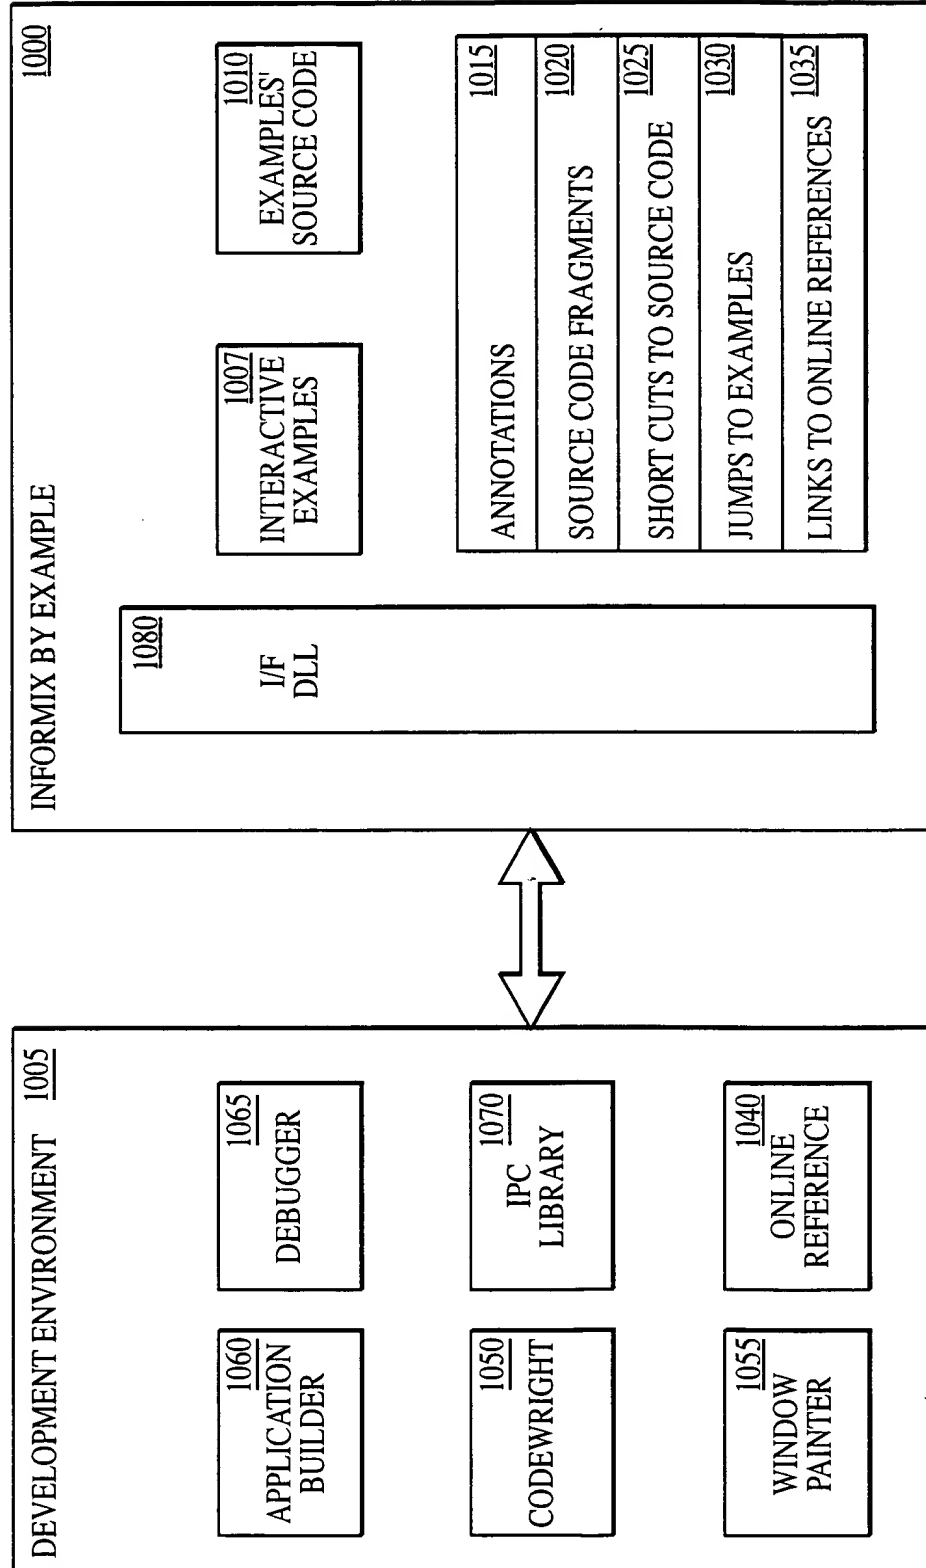 DEVELOPMENT ENVIRONMENT 1005
1060
APPLICATION
BUILDER
1065
DEBUGGER
1050
CODEWRIGHT
1070
IPC
LIBRARY
1055
WINDOW
PAINTER
1040
ONLINE
REFERENCE
INFORMIX BY EXAMPLE 1000
1080
I/F
DLL
1007
INTERACTIVE
EXAMPLES
1010
EXAMPLES'
SOURCE CODE
ANNOTATIONS 1015
SOURCE CODE FRAGMENTS 1020
SHORT CUTS TO SOURCE CODE 1025
JUMPS TO EXAMPLES 1030
LINKS TO ONLINE REFERENCES 1035